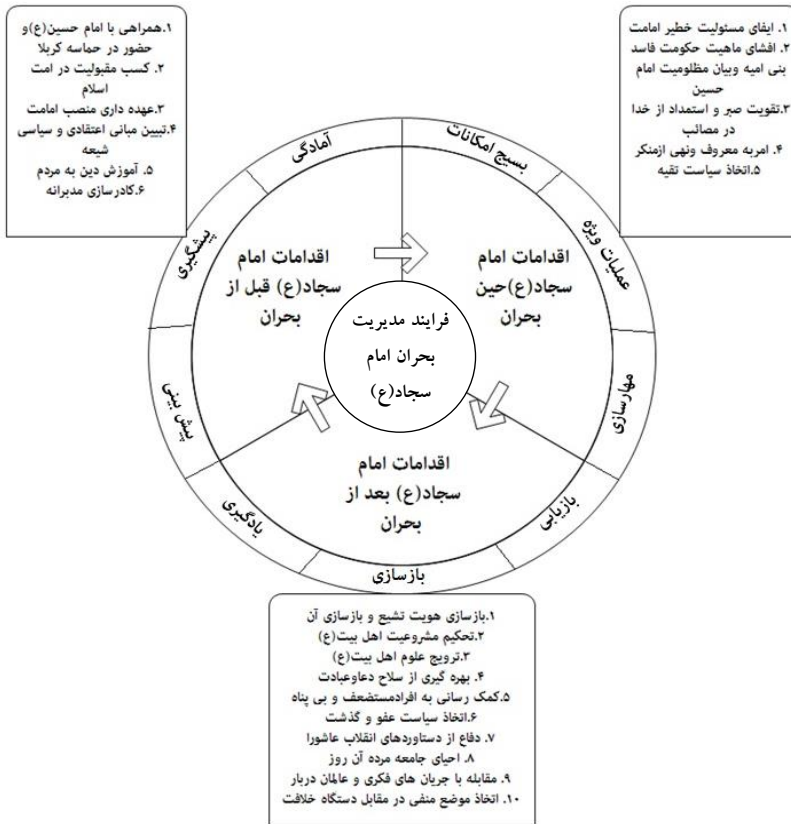 ۱. ایفای مسئولیت خطیر امامت
۲. افشای ماهیت حکومت فاسد
بنی امیه وبیان مظلومیت امام
حسین
۳.تقویت صبر و استمداد از خدا
در مصائب
۴. امربه معروف ونهی ازمنکر
۵.اتخاذ سیاست تقیه
۱.همراهی با امام حسین(ع)و
حضور در حماسه کربلا
۲. کسب مقبولیت در امت
اسلام
۳.عهده داری منصب امامت
۴.تبیین مبانی اعتقادی و سیاسی
شیعه
۵. آموزش دین به مردم
۶.کادرسازی مدبرانه
بسیج امکانات
عملیات ویژه
مهارسازی
بازیابی
بازسازی
یادگیری
پیش بینی
پیشگیری
آمادگی
اقدامات امام
سجاد(ع)حین
بحران
اقدامات امام
سجاد(ع) قبل از
بحران
فرایند مدیریت
بحران امام
سجاد(ع)
اقدامات امام
سجاد(ع) بعد از
بحران
۱.بازسازی هویت تشیع و بازسازی آن
۲.تحکیم مشروعیت اهل بیت(ع)
۳.ترویج علوم اهل بیت(ع)
۴. بهره گیری از سلاح دعاوعبادت
۵.کمک رسانی به افرادمستضعف و بی پناه
۶.اتخاذ سیاست عفو و گذشت
۷. دفاع از دستاوردهای انقلاب عاشورا
۸. احیای جامعه مرده آن روز
۹. مقابله با جریان های فکری و عالمان دربار
۱۰. اتخاذ موضع منفی در مقابل دستگاه خلافت